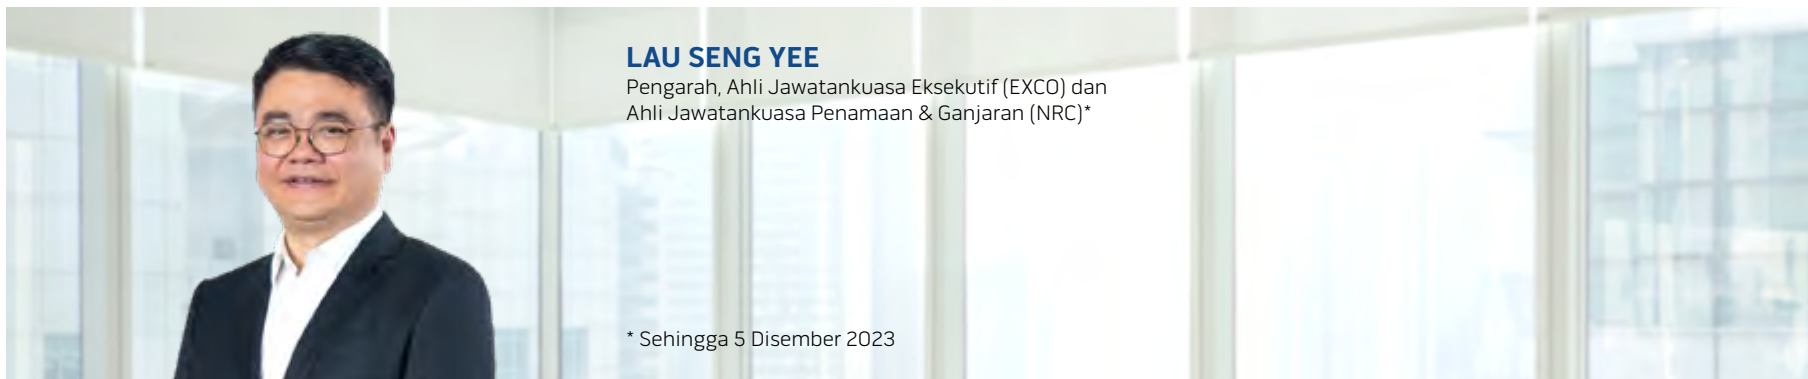 LAU SENG YEE
Pengarah, Ahli Jawatankuasa Eksekutif (EXCO) dan
Ahli Jawatankuasa Penamaan & Ganjaran (NRC)*
* Sehingga 5 Disember 2023